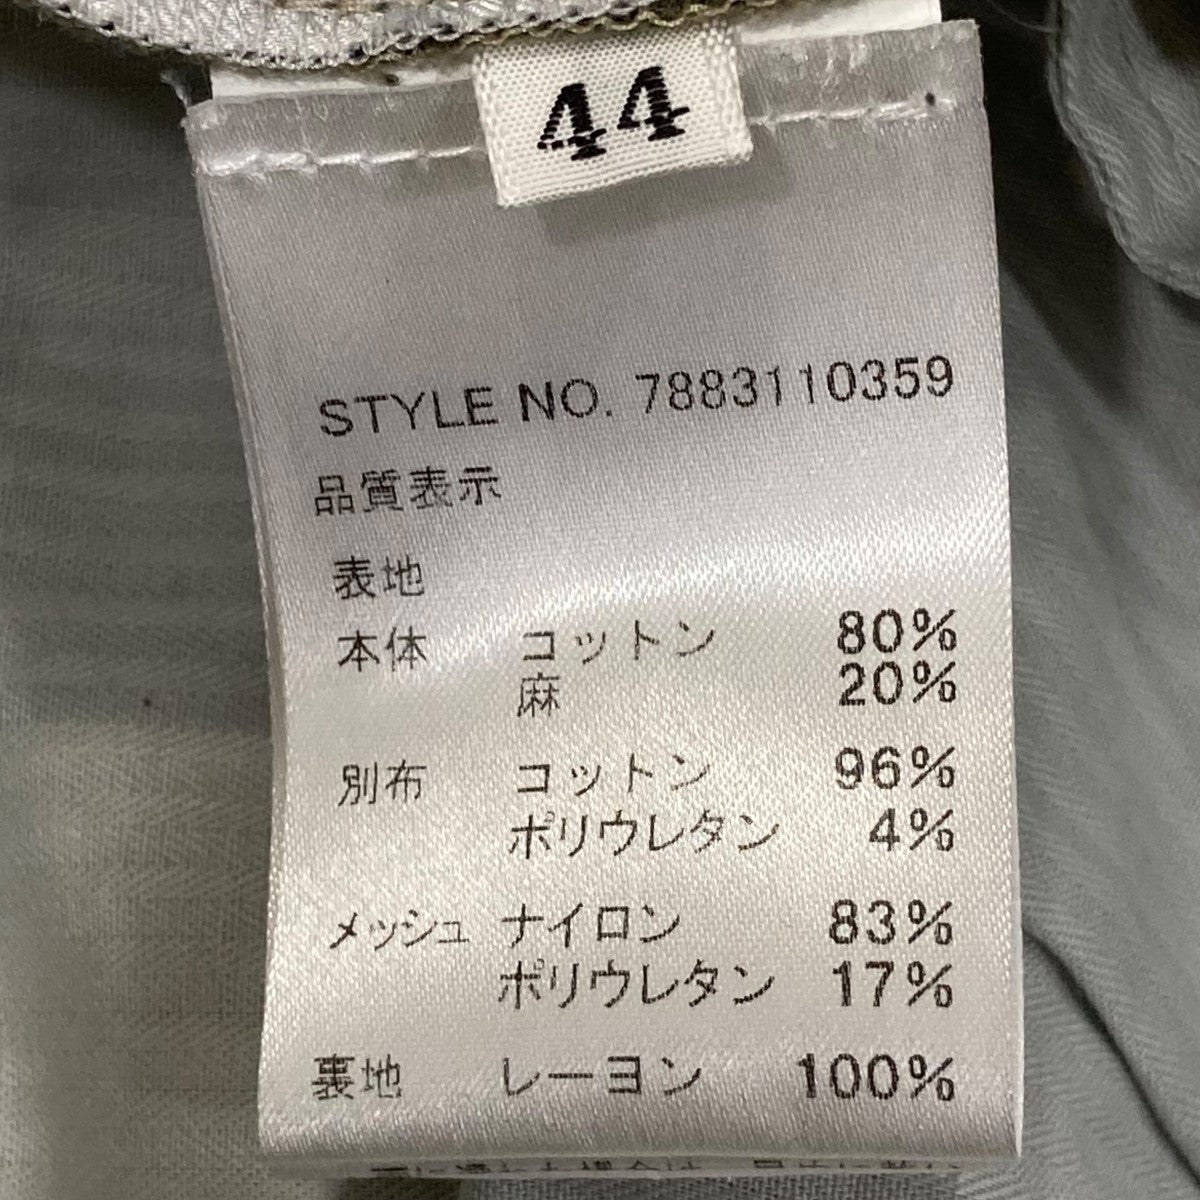 44
STYLE NO. 7883110359
品質表示
表地
本体 コットン 80%
麻 20%
別布 コットン 96%
ポリウレタン 4%
メッシュ ナイロン 83%
ポリウレタン 17%
裏地 レーヨン 100%